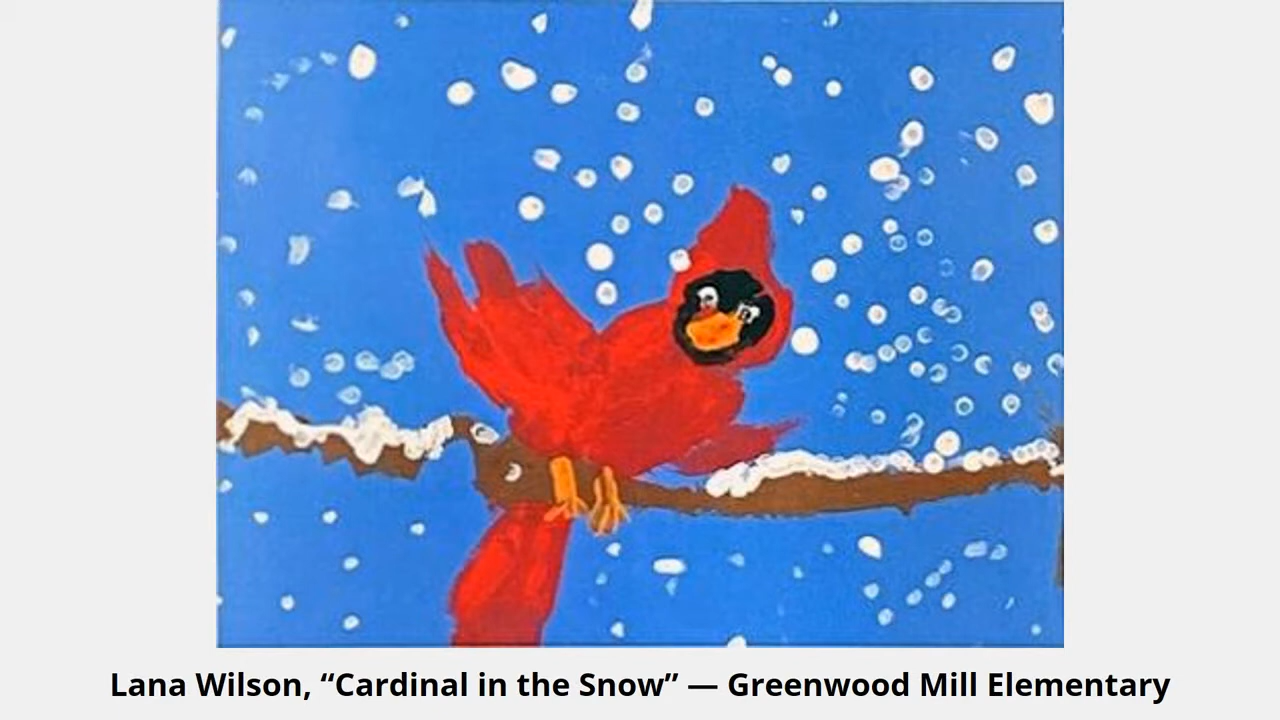 Lana Wilson, “Cardinal in the Snow” — Greenwood Mill Elementary